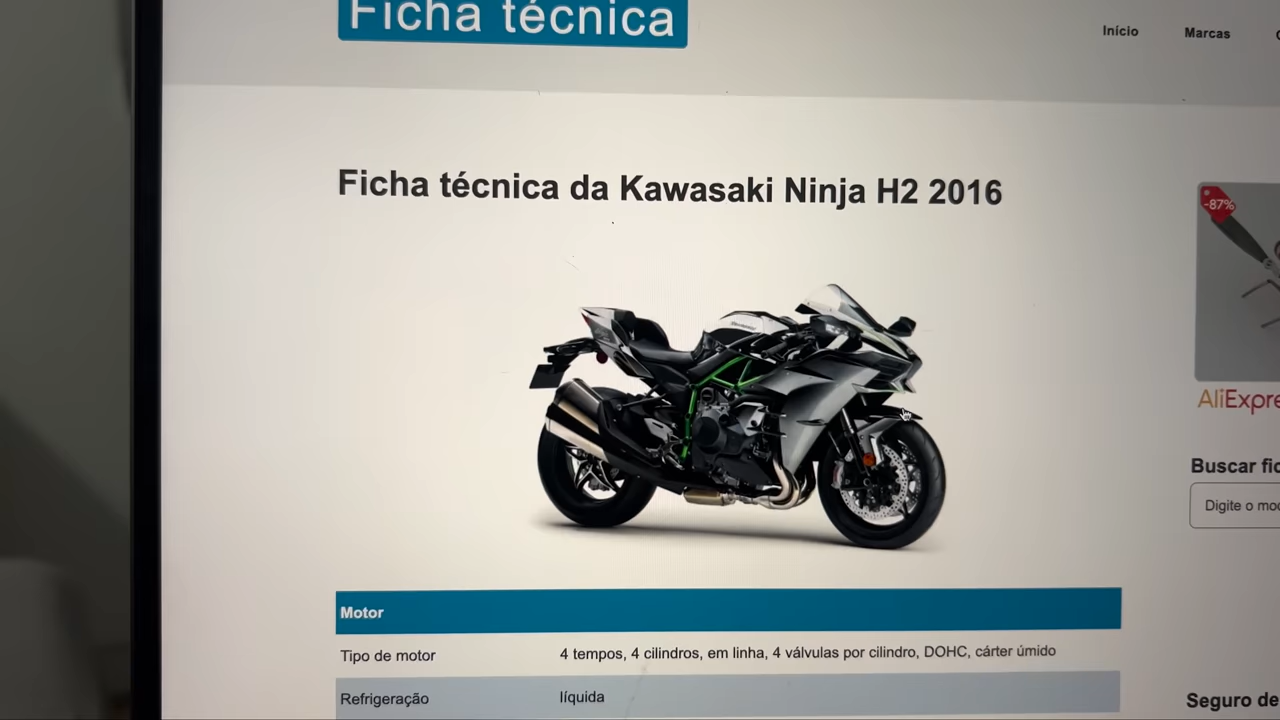 Ficha técnica
Início
Marcas
Ficha técnica da Kawasaki Ninja H2 2016
-87%
AliExpre
Buscar fic
Digite o mod
Motor
Tipo de motor
4 tempos, 4 cilindros, em linha, 4 válvulas por cilindro, DOHC, cárter úmido
Refrigeração
líquida
Seguro de